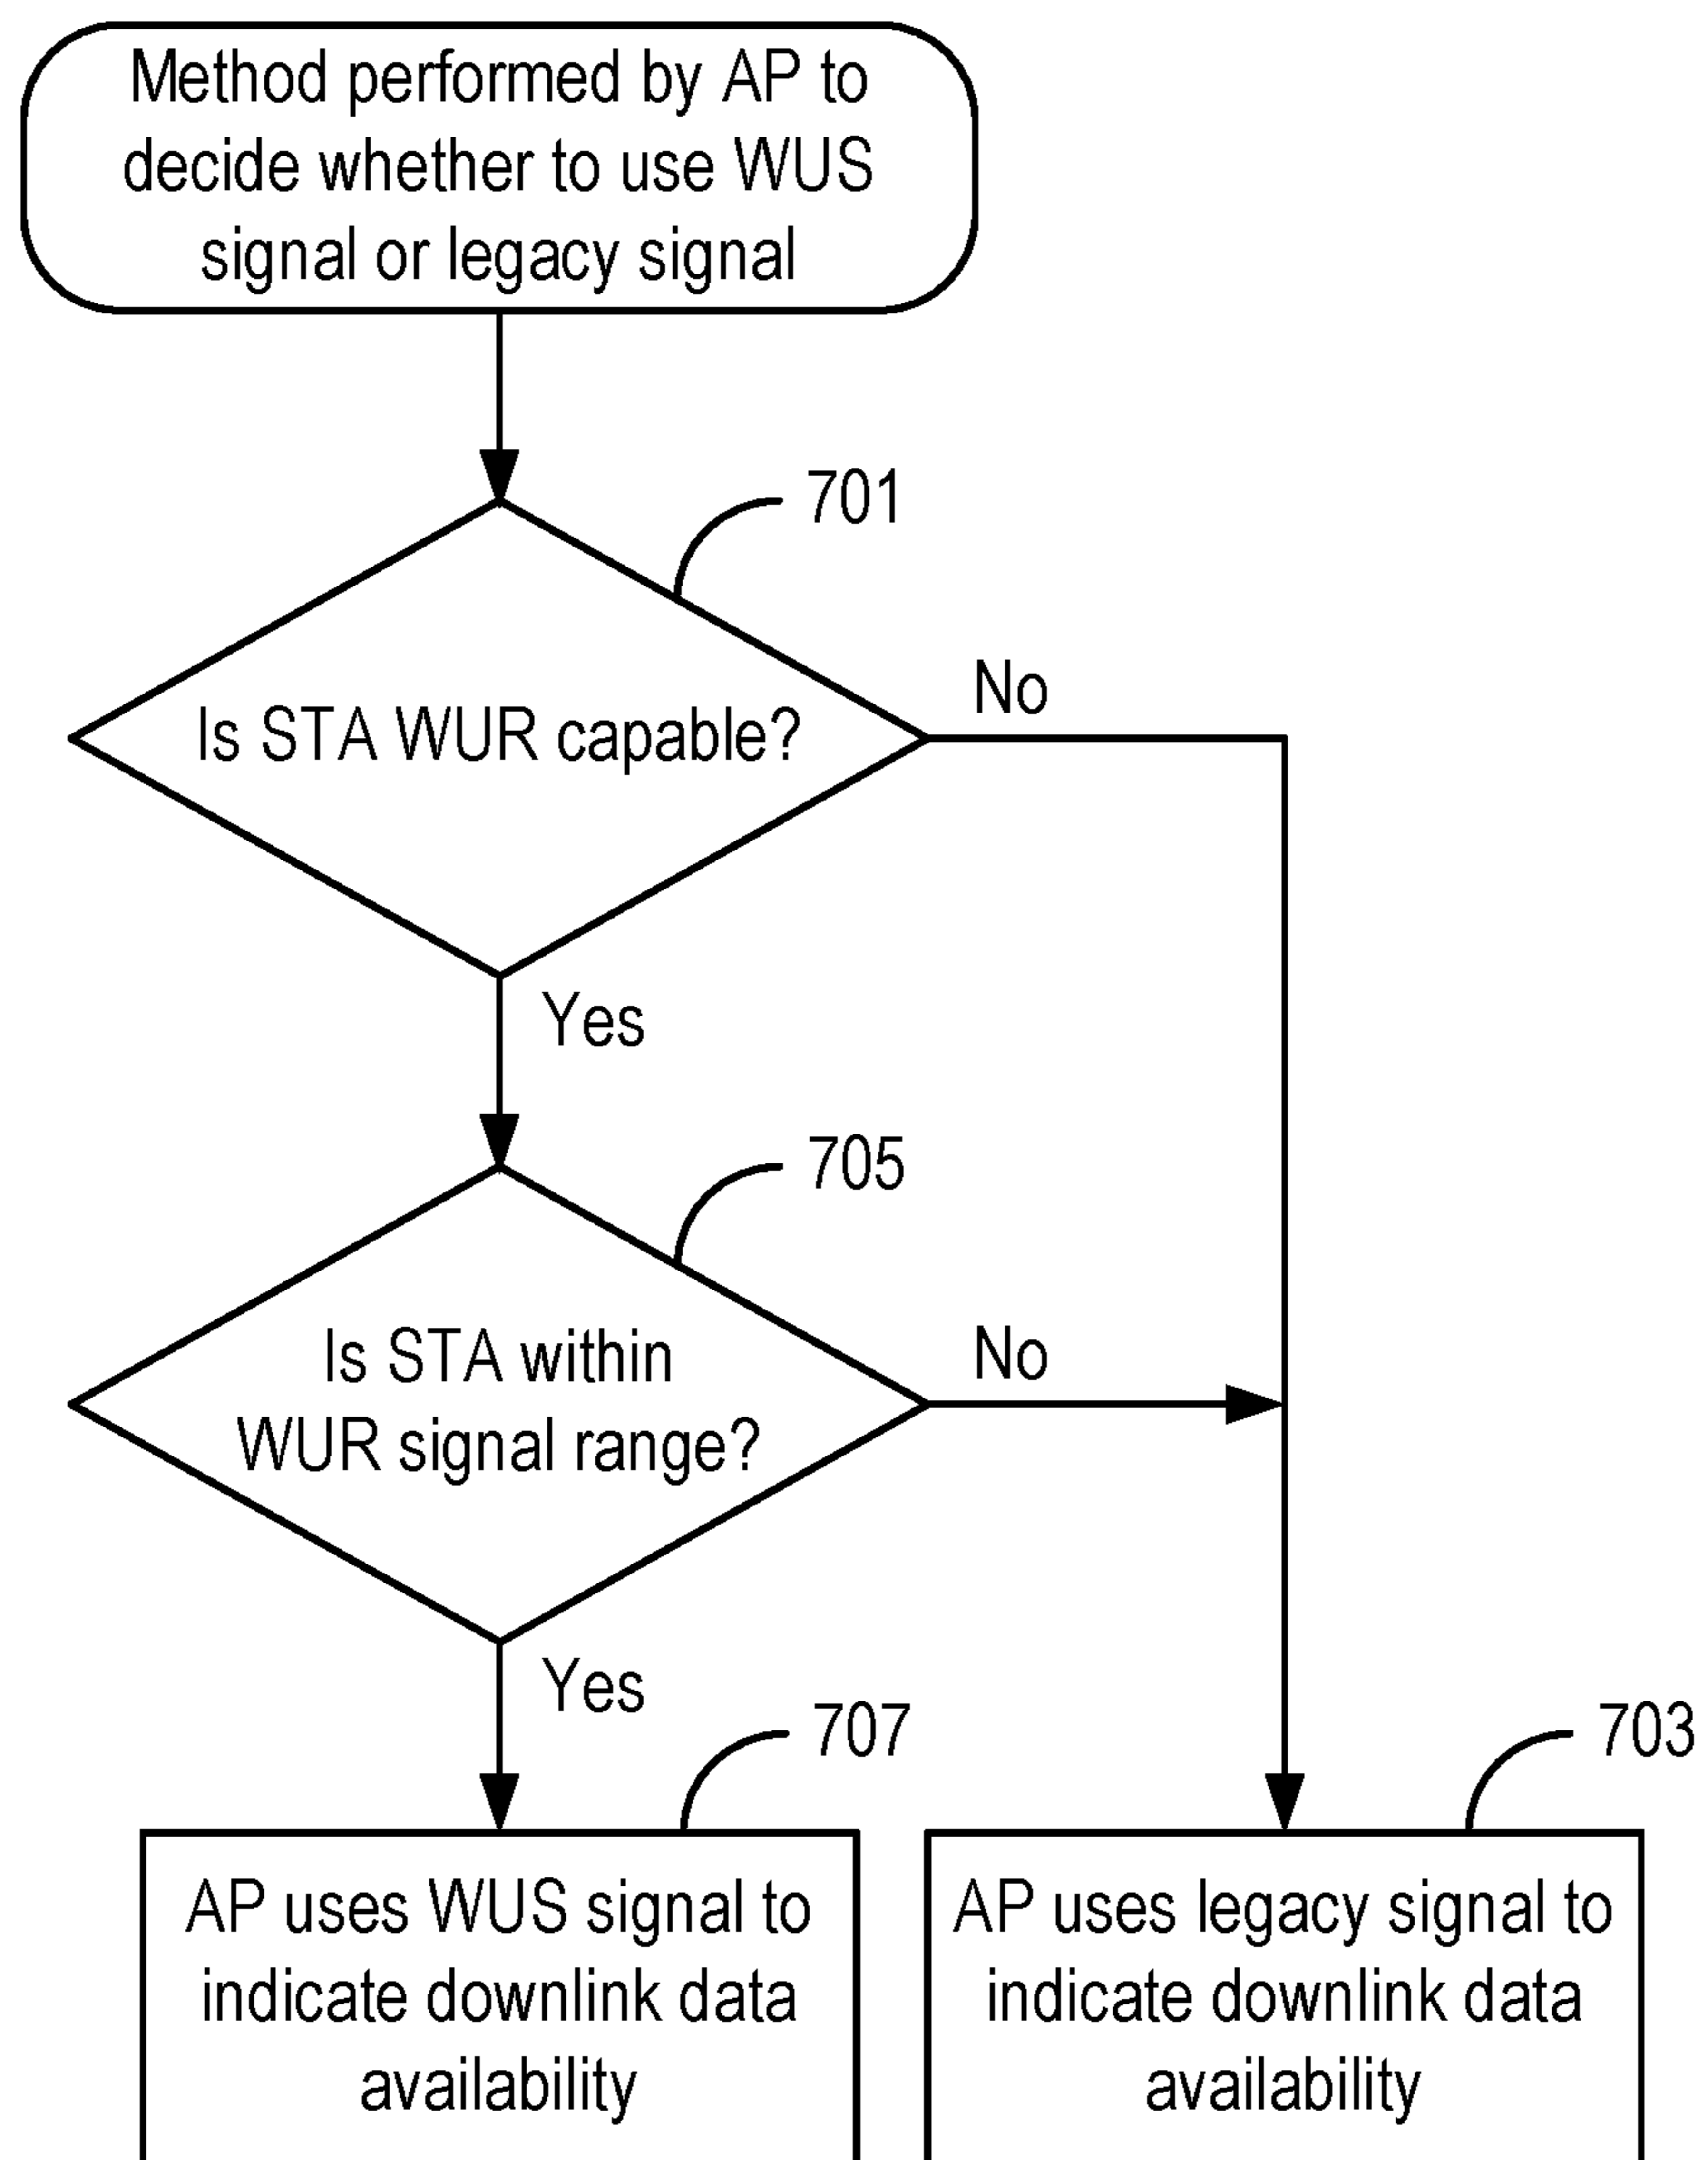 Method performed by AP to
decide whether to use WUS
signal or legacy signal
701
Is STA WUR capable?
No
Yes
705
Is STA within
WUR signal range?
No
Yes
707
703
AP uses WUS signal to
indicate downlink data
availability
AP uses legacy signal to
indicate downlink data
availability